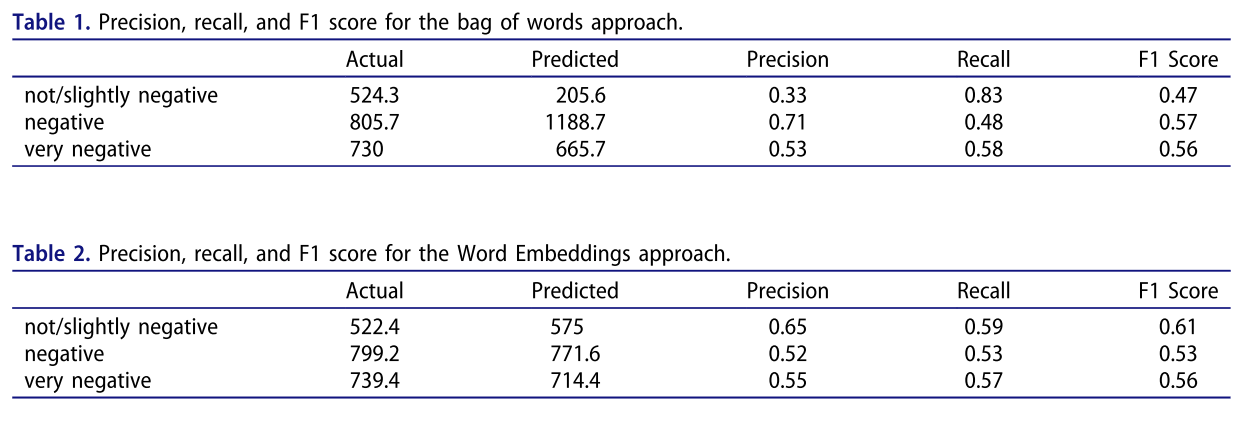 Table 1. Precision, recall, and F1 score for the bag of words approach.
Actual Predicted Precision Recall F1 Score
not/slightly negative 524.3 205.6 0.33 0.83 0.47
negative 805.7 1188.7 0.71 0.48 0.57
very negative 730 665.7 0.53 0.58 0.56
Table 2. Precision, recall, and F1 score for the Word Embeddings approach.
Actual Predicted Precision Recall F1 Score
not/slightly negative 522.4 575 0.65 0.59 0.61
negative 799.2 771.6 0.52 0.53 0.53
very negative 739.4 714.4 0.55 0.57 0.56